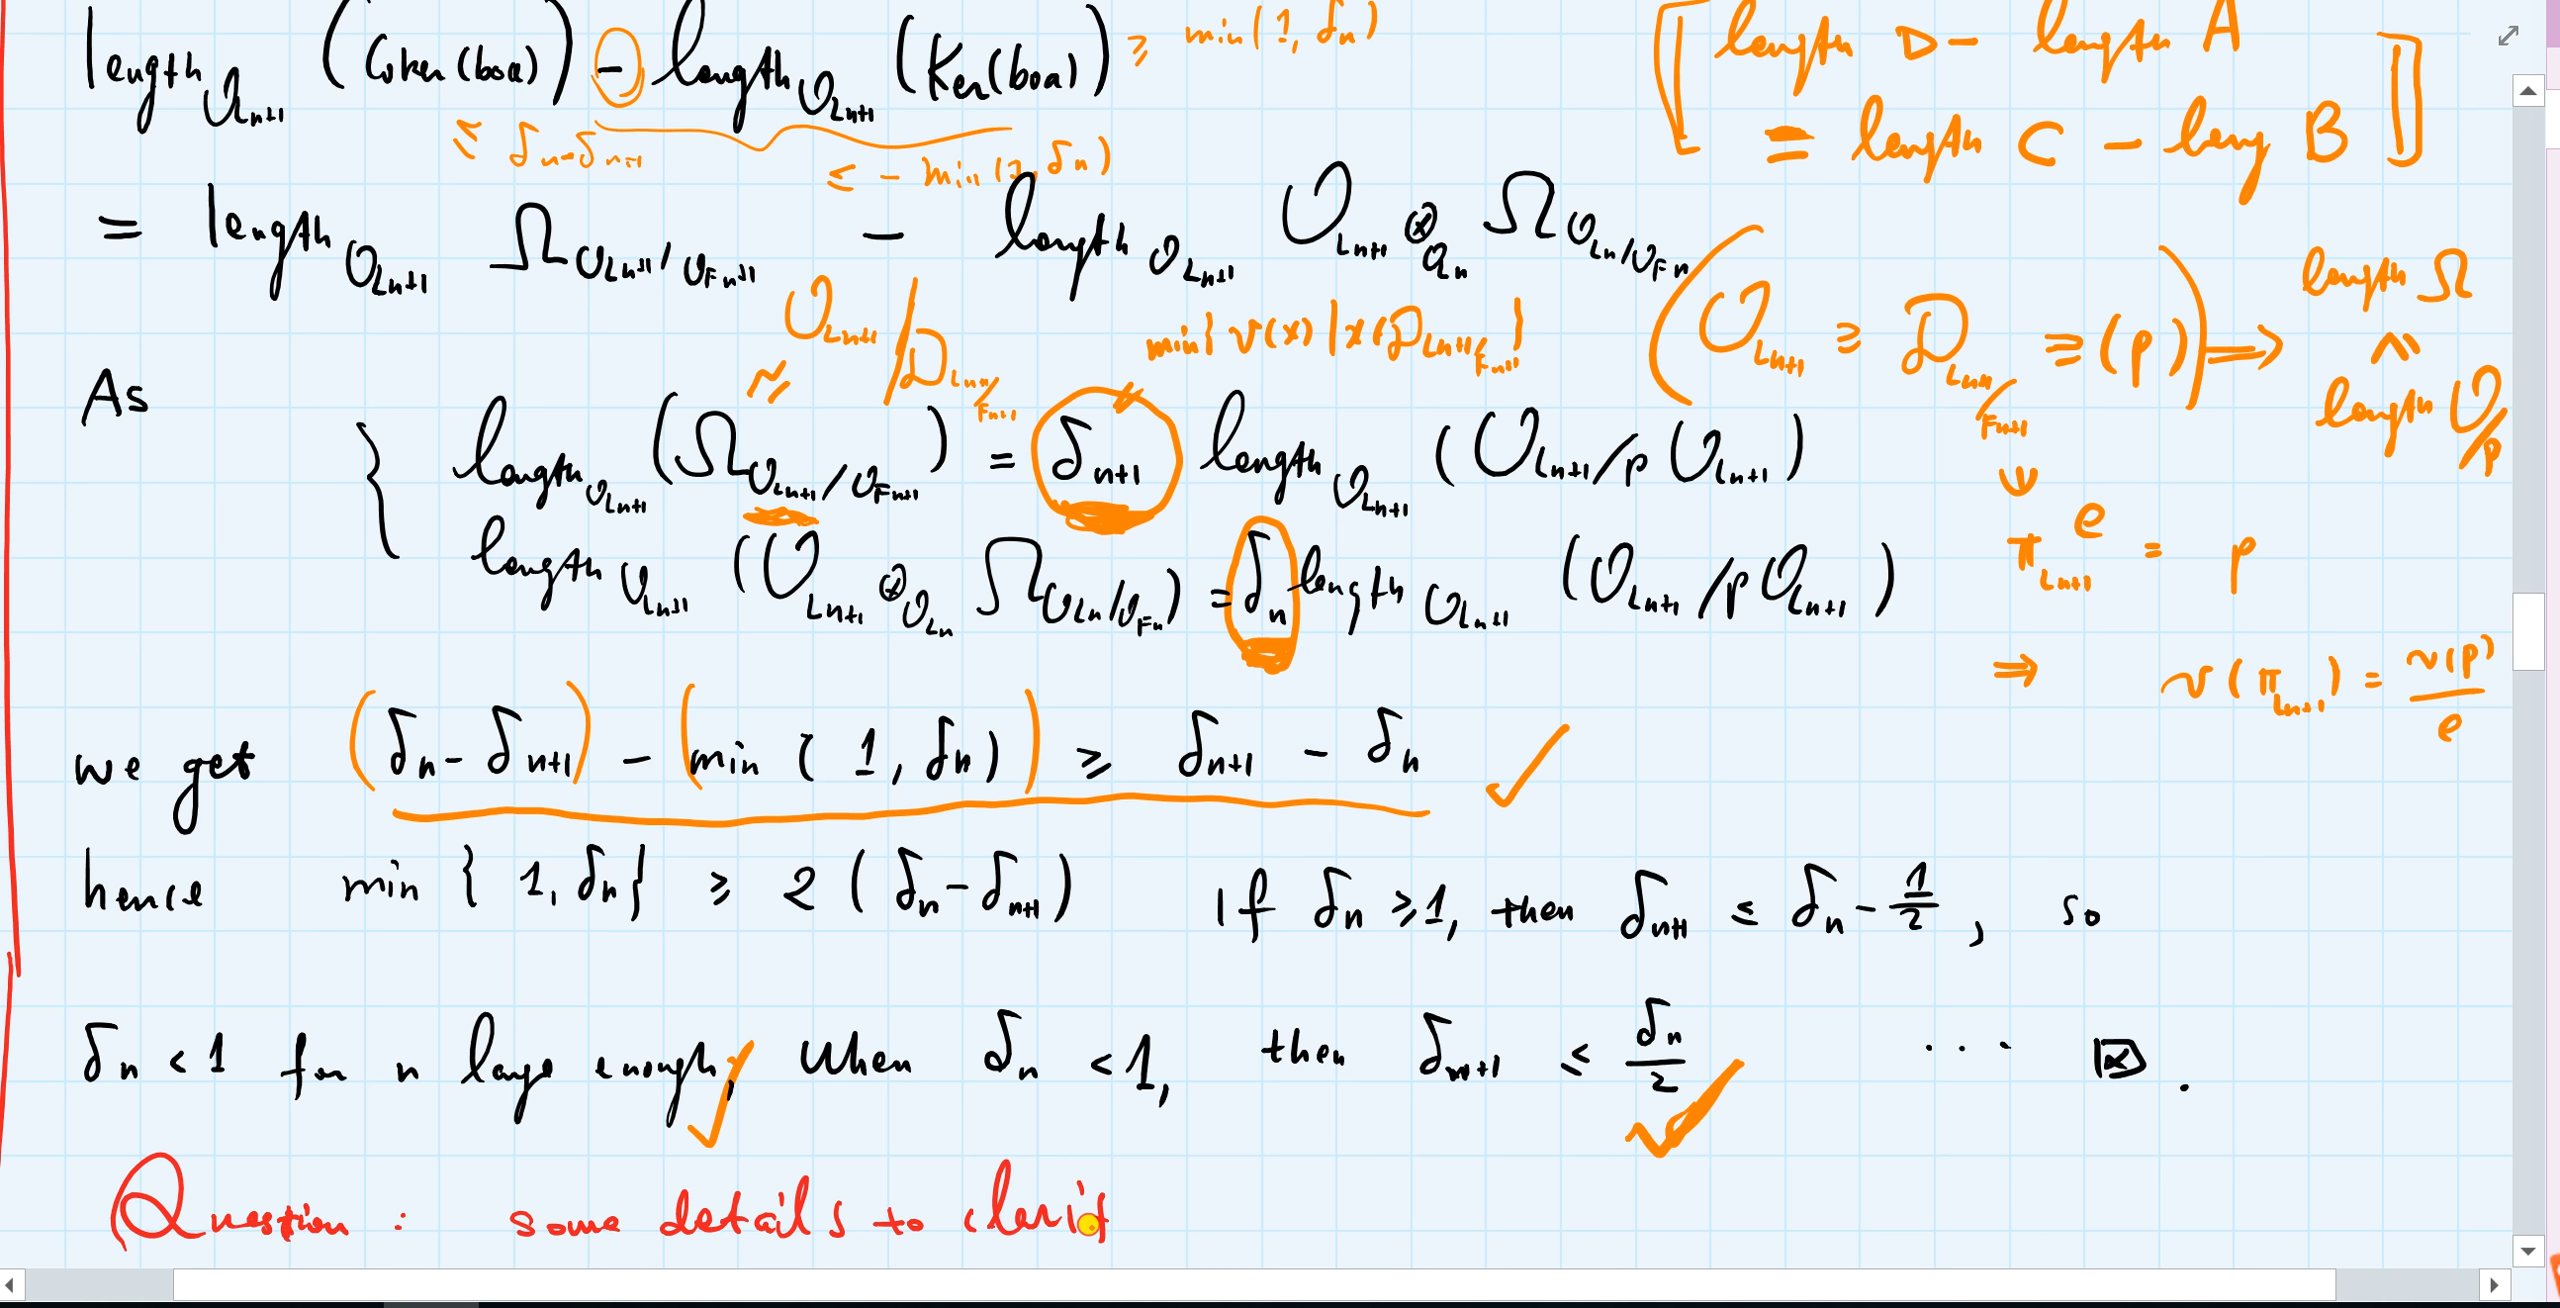 length_{O_{L_{n+1}}} (Coker(b∘a)) - length_{O_{L_{n+1}}} (Ker(b∘a)) ≥ min(1, δ_n)
≤ δ_n - δ_{n+1} ≤ - min(1, δ_n)
[[ length D - length A
= length C - leng B ]]
= length_{O_{L_{n+1}}} Ω_{O_{L_{n+1}}/O_{F_{n+1}}} - length_{O_{L_{n+1}}} O_{L_{n+1}} ⊗_{O_{L_n}} Ω_{O_{L_n}/O_{F_n}}
≈ O_{L_{n+1}} / D_{L_{n+1}/F_{n+1}} min{ v(x) | x ∈ D_{L_{n+1}/F_{n+1}} } ( O_{L_{n+1}} ⊇ D_{L_{n+1}/F_{n+1}} ⊇ (p) ) ⟹ length Ω
∧
length O/p
As
{ length_{O_{L_{n+1}}} (Ω_{O_{L_{n+1}}/O_{F_{n+1}}}) = δ_{n+1} length_{O_{L_{n+1}}} (O_{L_{n+1}}/p O_{L_{n+1}})
length_{O_{L_{n+1}}} (O_{L_{n+1}} ⊗_{O_{L_n}} Ω_{O_{L_n}/O_{F_n}}) = δ_n length_{O_{L_{n+1}}} (O_{L_{n+1}}/p O_{L_{n+1}})
π_{L_{n+1}}^e = p
⇒ v(π_{L_{n+1}}) = v(p)/e
we get (δ_n - δ_{n+1}) - (min(1, δ_n)) ≥ δ_{n+1} - δ_n ✓
hence min{1, δ_n} ≥ 2(δ_n - δ_{n+1}) If δ_n ≥ 1, then δ_{n+1} ≤ δ_n - 1/2, so
δ_n < 1 for n large enough; When δ_n < 1, then δ_{n+1} ≤ δ_n/2 ... ⊠.
Question: some details to clarif